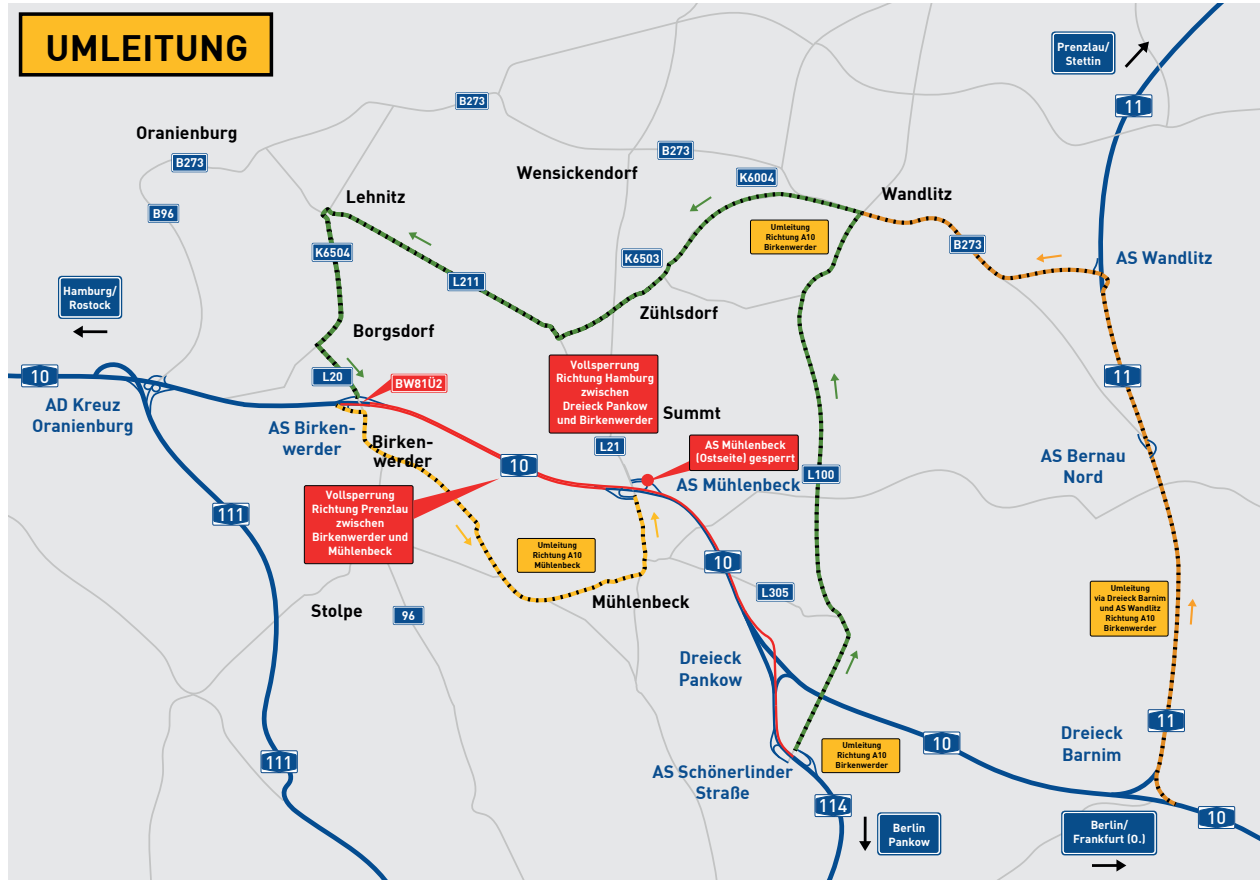 UMLEITUNG
Prenzlau/
Stettin
11
B273
Oranienburg
B273
B273
Wensickendorf
K6004
Lehnitz
Wandlitz
B96
Umleitung
Richtung A10
Birkenwerder
K6504
K6503
B273
AS Wandlitz
L211
Hamburg/
Rostock
Zühlsdorf
Borgsdorf
10
L20
BW81Ü2
Vollsperrung
Richtung Hamburg
zwischen
Dreieck Pankow
und Birkenwerder
11
AD Kreuz
Oranienburg
AS Birken-
werder
Birken-
werder
Summt
L21
AS Mühlenbeck
(Ostseite) gesperrt
AS Mühlenbeck
10
L100
AS Bernau
Nord
Vollsperrung
Richtung Prenzlau
zwischen
Birkenwerder und
Mühlenbeck
111
Umleitung
Richtung A10
Mühlenbeck
10
L305
Mühlenbeck
Stolpe
96
Umleitung
via Dreieck Barnim
und AS Wandlitz
Richtung A10
Birkenwerder
Dreieck
Pankow
11
Dreieck
Barnim
10
111
AS Schönerlinder
Straße
Umleitung
Richtung A10
Birkenwerder
114
Berlin
Pankow
Berlin/
Frankfurt (O.)
10